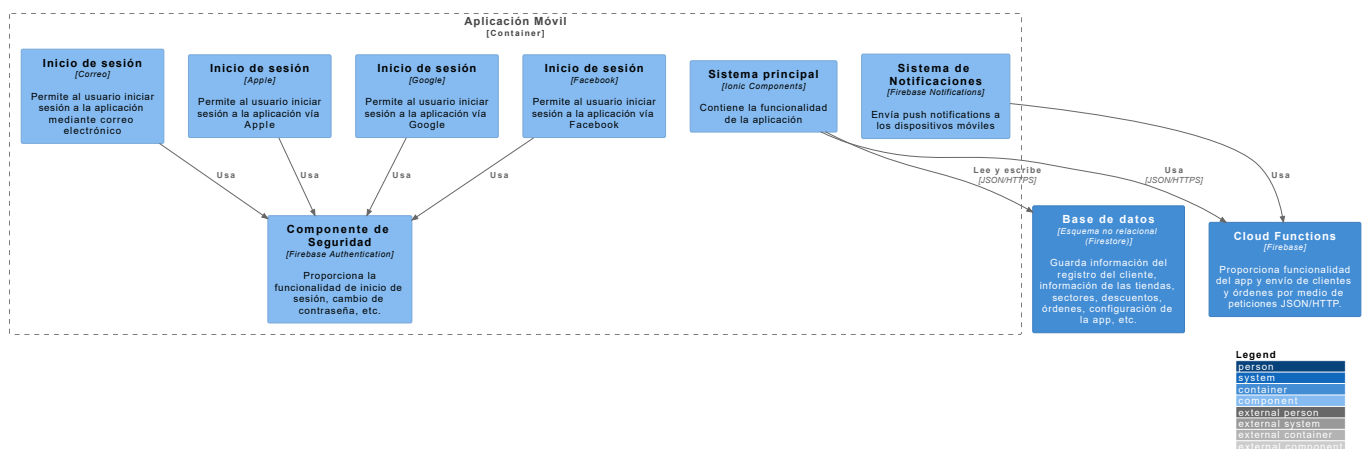 Aplicación Móvil
[Container]
Inicio de sesión
[Correo]
Permite al usuario iniciar
sesión a la aplicación
mediante correo
electrónico
Inicio de sesión
[Apple]
Permite al usuario iniciar
sesión a la aplicación vía
Apple
Inicio de sesión
[Google]
Permite al usuario iniciar
sesión a la aplicación vía
Google
Inicio de sesión
[Facebook]
Permite al usuario iniciar
sesión a la aplicación vía
Facebook
Sistema principal
[Ionic Components]
Contiene la funcionalidad
de la aplicación
Sistema de
Notificaciones
[Firebase Notifications]
Envía push notifications a
los dispositivos móviles
Usa
Usa
Usa
Usa
Lee y escribe
[JSON/HTTPS]
Usa
[JSON/HTTPS]
Usa
Componente de
Seguridad
[Firebase Authentication]
Proporciona la
funcionalidad de inicio de
sesión, cambio de
contraseña, etc.
Base de datos
[Esquema no relacional
(Firestore)]
Guarda información del
registro del cliente,
información de las tiendas,
sectores, descuentos,
órdenes, configuración de
la app, etc.
Cloud Functions
[Firebase]
Proporciona funcionalidad
del app y envío de clientes
y órdenes por medio de
peticiones JSON/HTTP.
Legend
person
system
container
component
external person
external system
external container
external component